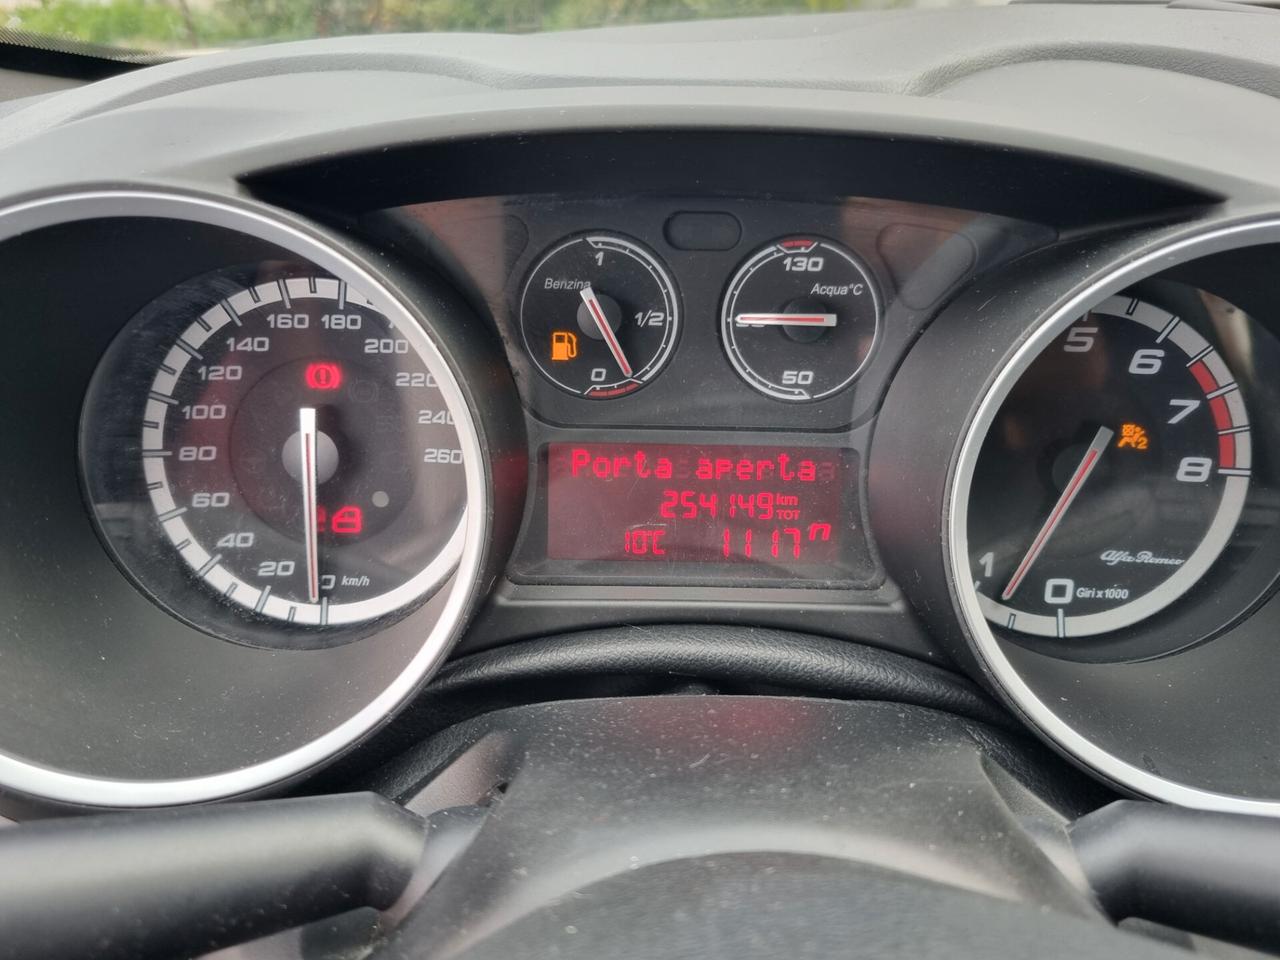 160 180
140
200
120
220
100
240
80
260
60
40
20
0 km/h
1
Benzina
1/2
0
130
Acqua°C
50
Porta aperta
254149 km
TOT
10°C 11:17
5
6
7
8
2
1
Alfa Romeo
0 Giri x 1000